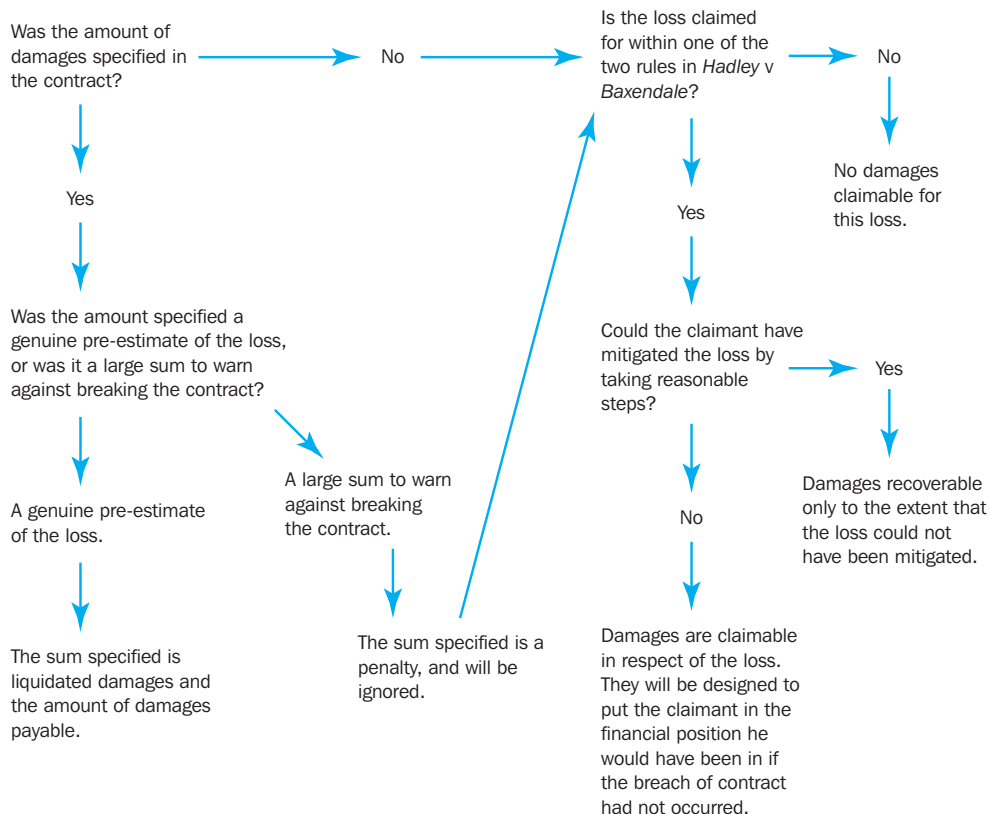 Was the amount of
damages specified in
the contract?
No
Is the loss claimed
for within one of the
two rules in Hadley v
Baxendale?
No
No damages
claimable for
this loss.
Yes
Yes
Was the amount specified a
genuine pre-estimate of the loss,
or was it a large sum to warn
against breaking the contract?
Could the claimant have
mitigated the loss by
taking reasonable
steps?
Yes
A large sum to warn
against breaking
the contract.
Damages recoverable
only to the extent that
the loss could not
have been mitigated.
A genuine pre-estimate
of the loss.
No
The sum specified is a
penalty, and will be
ignored.
The sum specified is
liquidated damages and
the amount of damages
payable.
Damages are claimable
in respect of the loss.
They will be designed to
put the claimant in the
financial position he
would have been in if
the breach of contract
had not occurred.